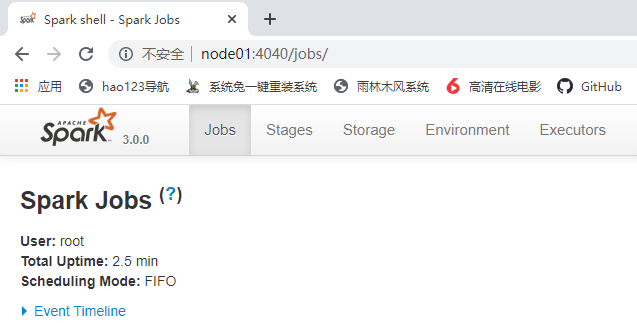 Spark shell - Spark Jobs
不安全 | node01:4040/jobs/
应用 hao123导航 系统兔一键重装系统 雨林木风系统 高清在线电影 GitHub
APACHE Spark 3.0.0 Jobs Stages Storage Environment Executors
Spark Jobs (?)
User: root
Total Uptime: 2.5 min
Scheduling Mode: FIFO
Event Timeline